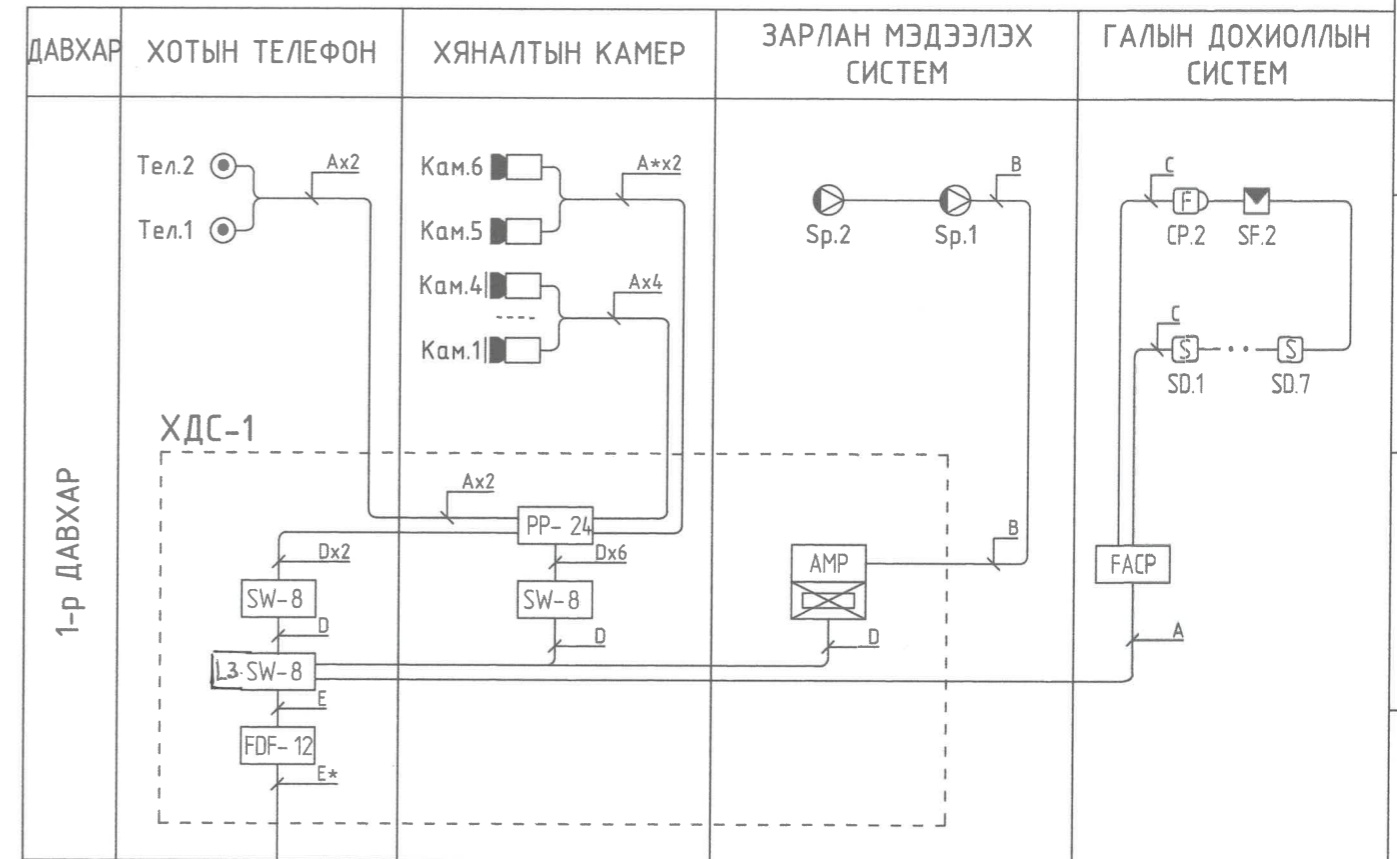 ДАВХАР
ХОТЫН ТЕЛЕФОН
ХЯНАЛТЫН КАМЕР
ЗАРЛАН МЭДЭЭЛЭХ
СИСТЕМ
ГАЛЫН ДОХИОЛЛЫН
СИСТЕМ
1-р ДАВХАР
Тел.2
Ax2
Тел.1
Кам.6
A*x2
Кам.5
Кам.4
Ax4
Кам.1
B
Sp.2
Sp.1
C
F
CP.2
SF.2
C
S
S
SD.1
SD.7
ХДС-1
Ax2
PP-24
Dx2
Dx6
SW-8
SW-8
D
D
L3-SW-8
E
FDF-12
E*
AMP
B
D
FACP
A